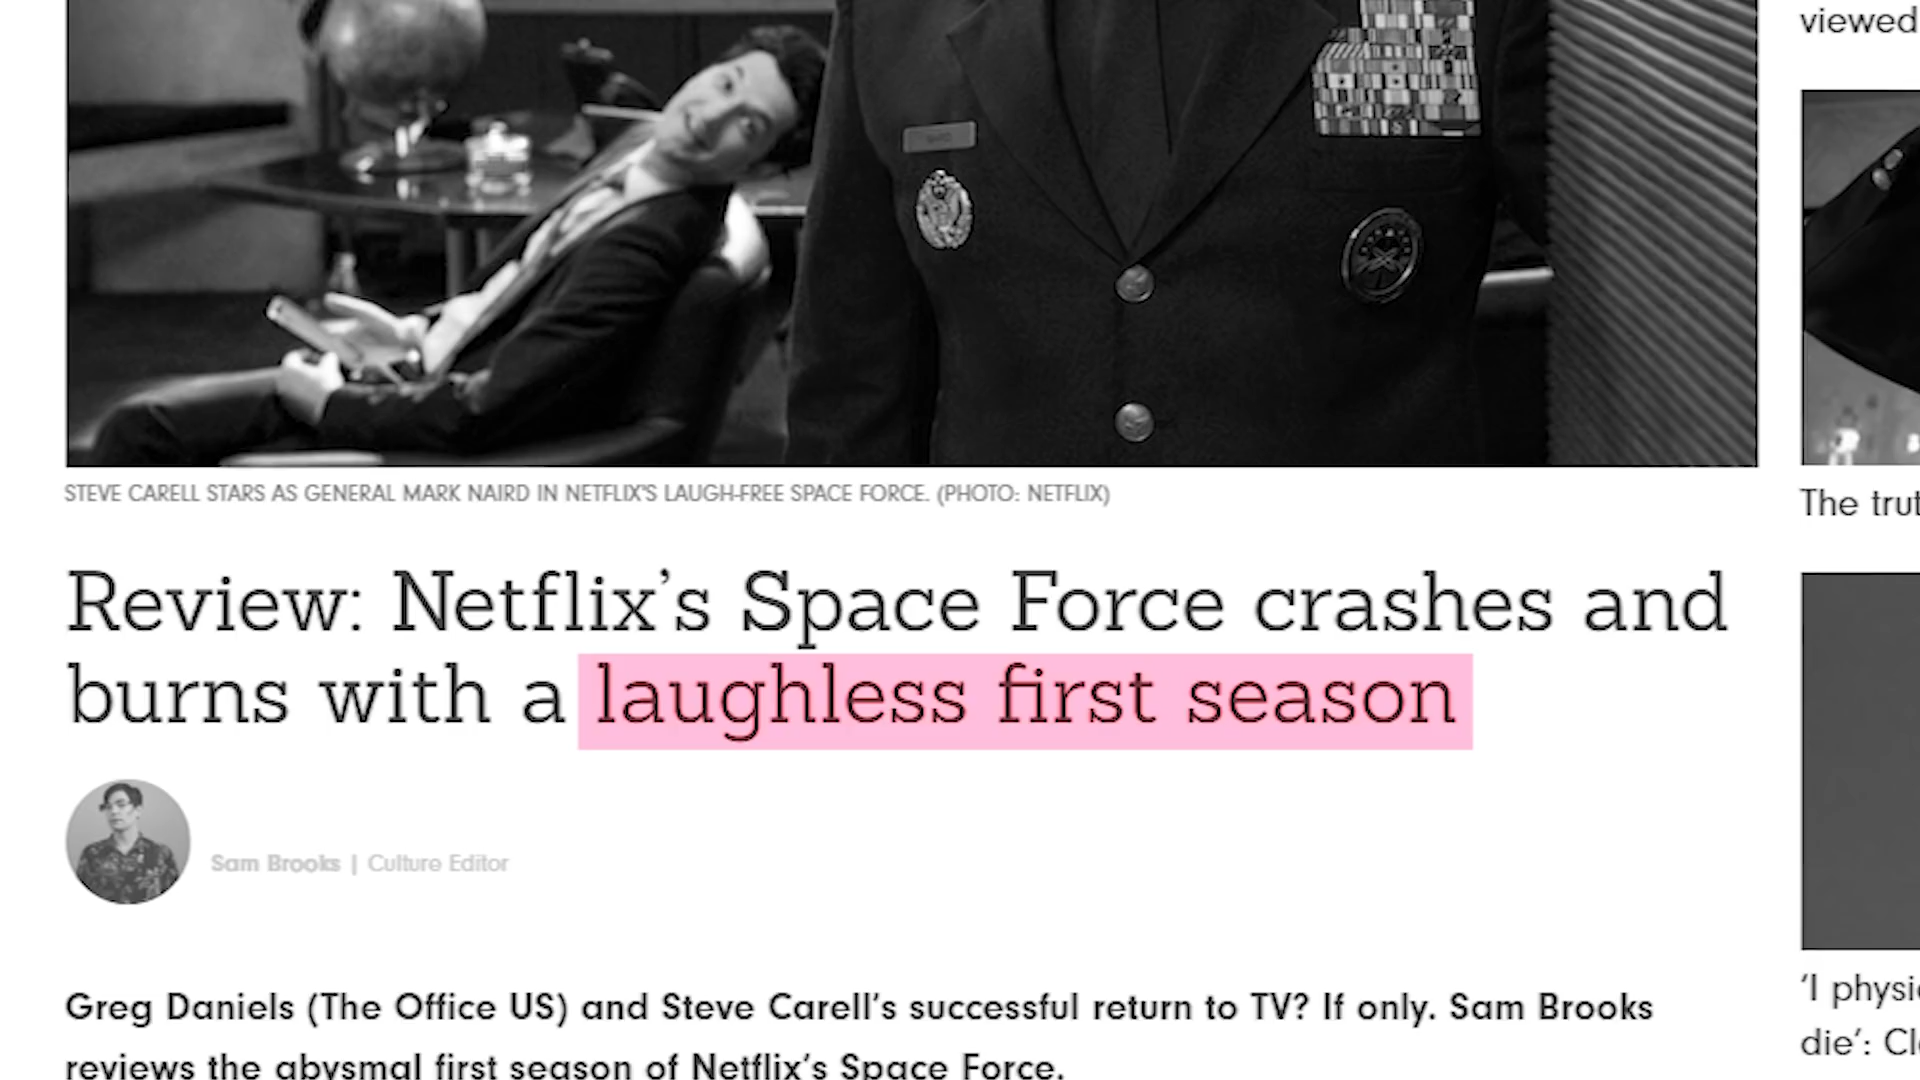 viewed
STEVE CARELL STARS AS GENERAL MARK NAIRD IN NETFLIX'S LAUGH-FREE SPACE FORCE. (PHOTO: NETFLIX)
The trut
Review: Netflix’s Space Force crashes and
burns with a laughless first season
Sam Brooks | Culture Editor
Greg Daniels (The Office US) and Steve Carell’s successful return to TV? If only. Sam Brooks
reviews the abysmal first season of Netflix’s Space Force.
‘I physi
die’: Cl